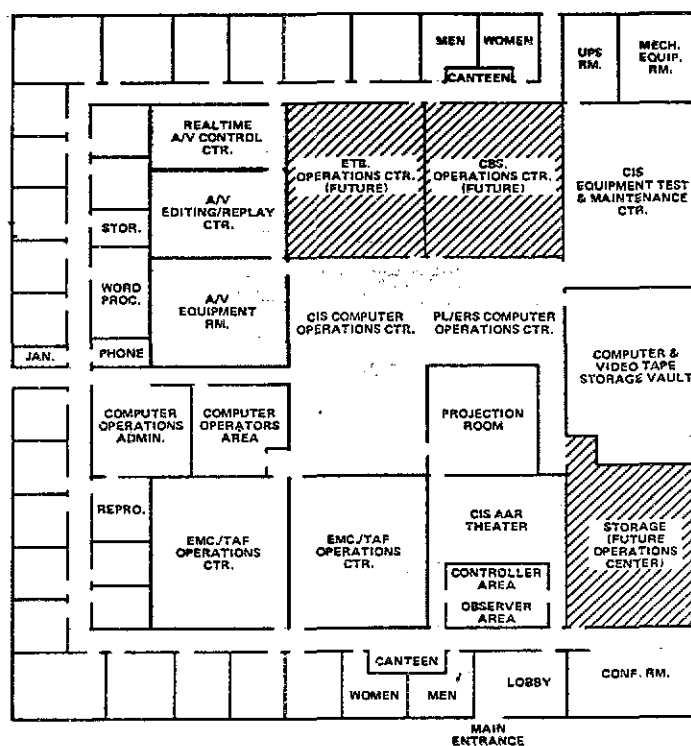 MEN
WOMEN
CANTEEN
UPS
RM.
MECH.
EQUIP.
RM.
REALTIME
A/V CONTROL
CTR.
ETB.
OPERATIONS CTR.
(FUTURE)
CBS.
OPERATIONS CTR.
(FUTURE)
CIS
EQUIPMENT TEST
& MAINTENANCE
CTR.
A/V
EDITING/REPLAY
CTR.
STOR.
WORD
PROC.
A/V
EQUIPMENT
RM.
CIS COMPUTER
OPERATIONS CTR.
PL/ERS COMPUTER
OPERATIONS CTR.
JAN.
PHONE
COMPUTER &
VIDEO TAPE
STORAGE VAULT
COMPUTER
OPERATIONS
ADMIN.
COMPUTER
OPERATORS
AREA
PROJECTION
ROOM
REPRO.
EMC./TAF
OPERATIONS
CTR.
EMC./TAF
OPERATIONS
CTR.
CIS AAR
THEATER
STORAGE
(FUTURE
OPERATIONS
CENTER)
CONTROLLER
AREA
OBSERVER
AREA
CANTEEN
WOMEN
MEN
LOBBY
CONF. RM.
MAIN
ENTRANCE